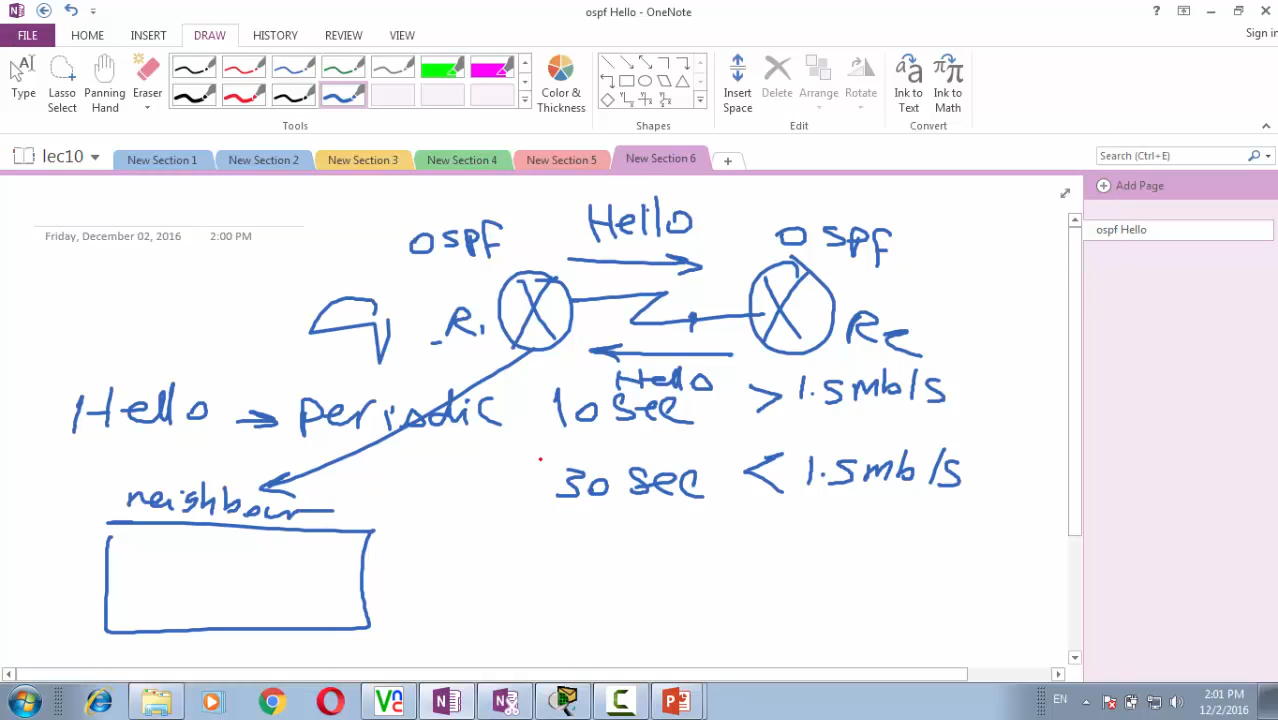 ospf Hello - OneNote
Sign in
FILE HOME INSERT DRAW HISTORY REVIEW VIEW
Type Lasso Select Panning Hand Eraser Color & Thickness Insert Space Delete Arrange Rotate Ink to Text Ink to Math
Tools Shapes Edit Convert
lec10 New Section 1 New Section 2 New Section 3 New Section 4 New Section 5 New Section 6 Search (Ctrl+E)
Add Page
ospf Hello
Friday, December 02, 2016 2:00 PM
ospf Hello ospf
R1 R2
Hello
Hello → periodic 10 sec > 1.5mb/s
30 sec < 1.5mb/s
neighbour
EN 2:01 PM
12/2/2016